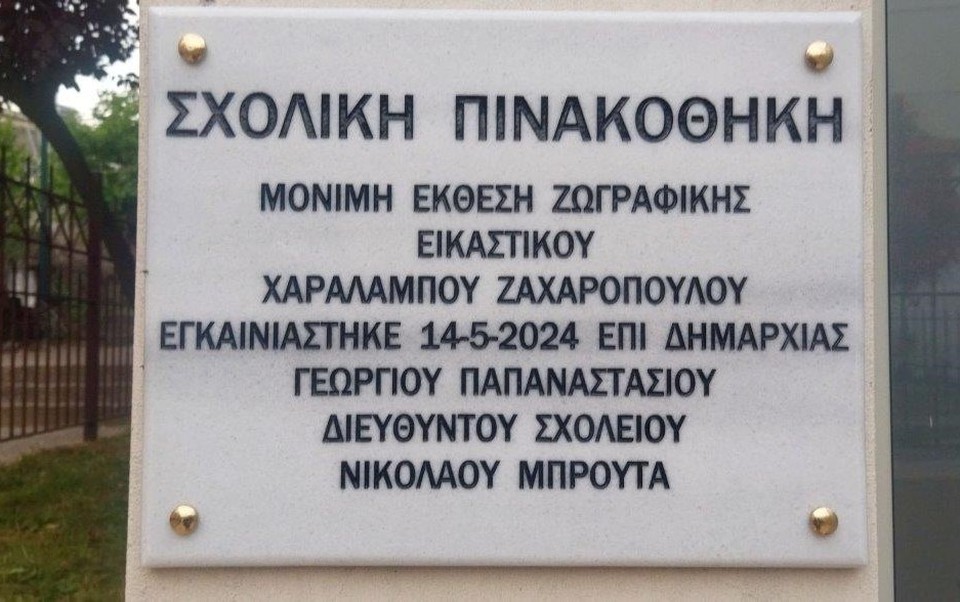 ΣΧΟΛΙΚΗ ΠΙΝΑΚΟΘΗΚΗ
ΜΟΝΙΜΗ ΕΚΘΕΣΗ ΖΩΓΡΑΦΙΚΗΣ
ΕΙΚΑΣΤΙΚΟΥ
ΧΑΡΑΛΑΜΠΟΥ ΖΑΧΑΡΟΠΟΥΛΟΥ
ΕΓΚΑΙΝΙΑΣΤΗΚΕ 14-5-2024 ΕΠΙ ΔΗΜΑΡΧΙΑΣ
ΓΕΩΡΓΙΟΥ ΠΑΠΑΝΑΣΤΑΣΙΟΥ
ΔΙΕΥΘΥΝΤΟΥ ΣΧΟΛΕΙΟΥ
ΝΙΚΟΛΑΟΥ ΜΠΡΟΥΤΑ